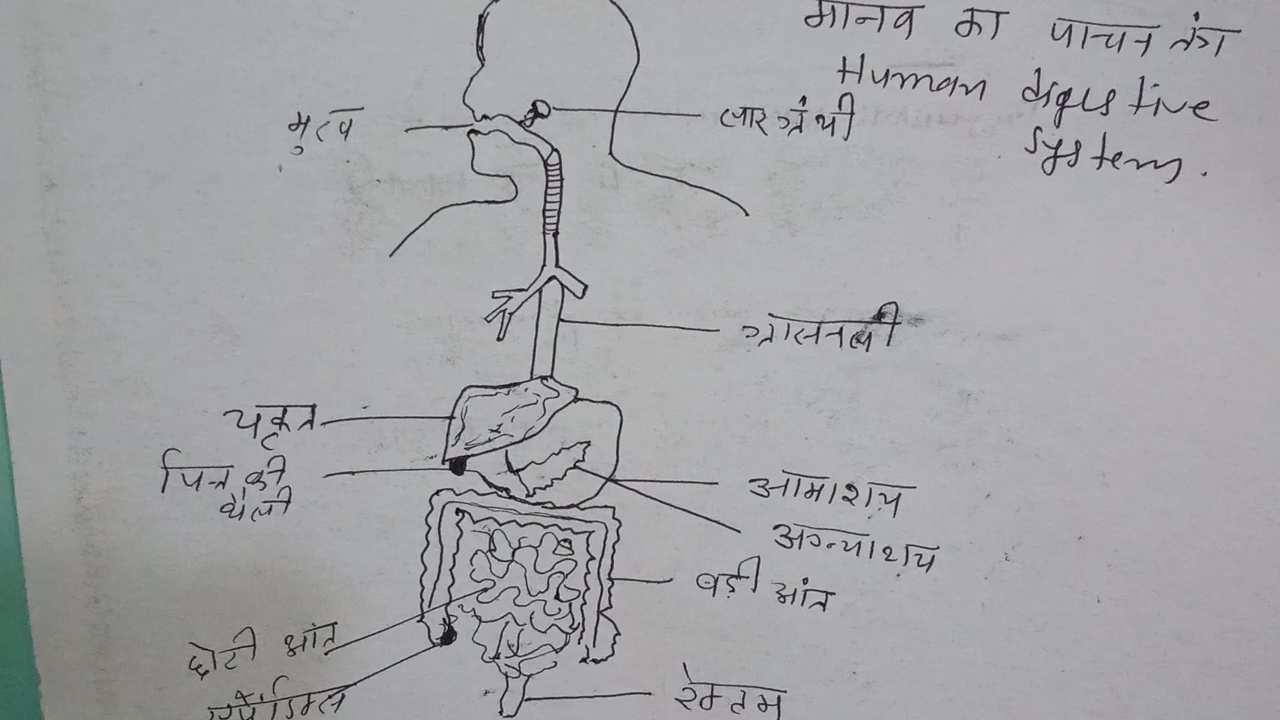 मानव का पाचन तंत्र
Human digestive
system.
मुख
लार ग्रंथी
ग्रासनली
यकृत
पित्त की
थैली
आमाशय
अग्न्याशय
बड़ी आंत
छोटी आंत
रेक्टम